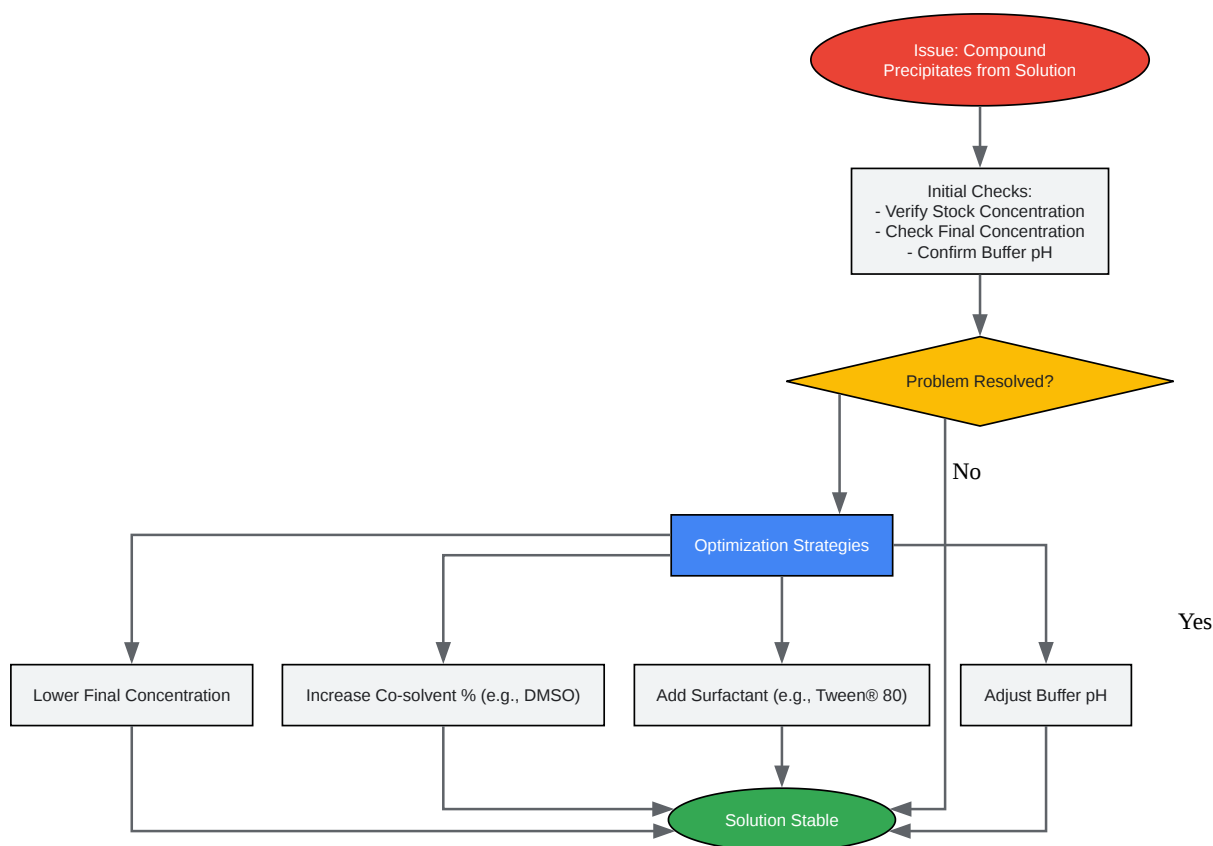 Issue: Compound
Precipitates from Solution
Initial Checks:
- Verify Stock Concentration
- Check Final Concentration
- Confirm Buffer pH
Problem Resolved?
No
Optimization Strategies
Yes
Lower Final Concentration
Increase Co-solvent % (e.g., DMSO)
Add Surfactant (e.g., Tween® 80)
Adjust Buffer pH
Solution Stable